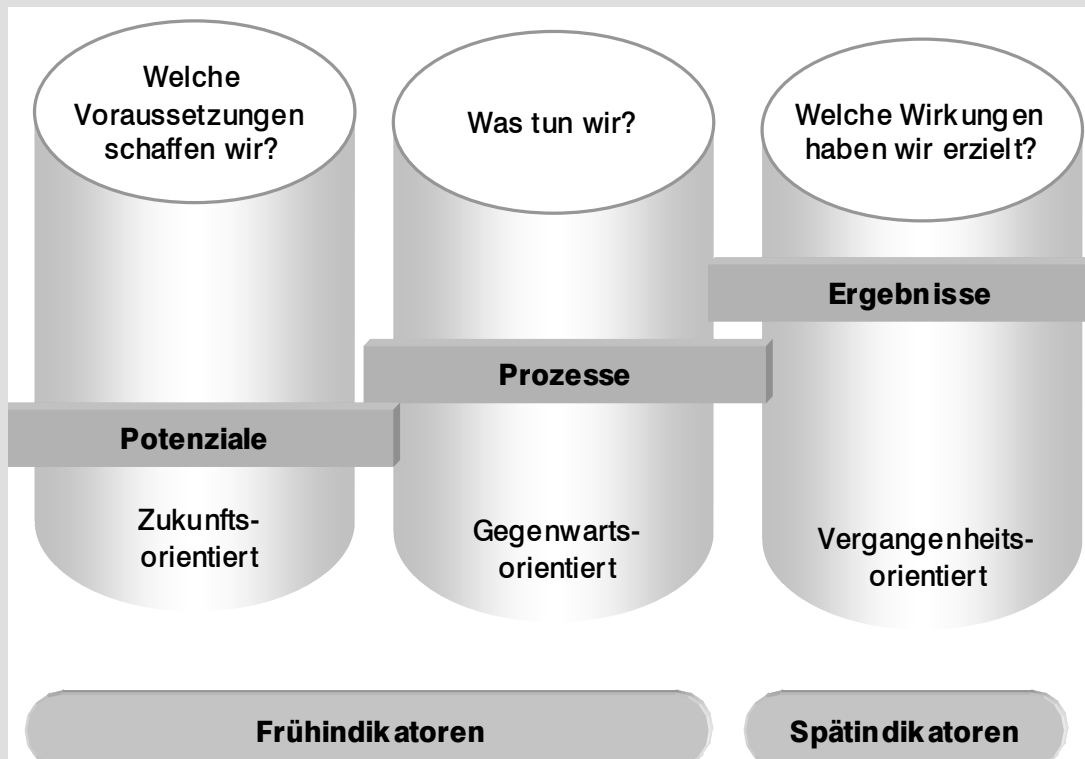 Welche
Voraussetzungen
schaffen wir?
Was tun wir?
Welche Wirkungen
haben wir erzielt?
Ergebnisse
Prozesse
Potenziale
Zukunfts-
orientiert
Gegenwarts-
orientiert
Vergangenheits-
orientiert
Frühindikatoren
Spätindikatoren